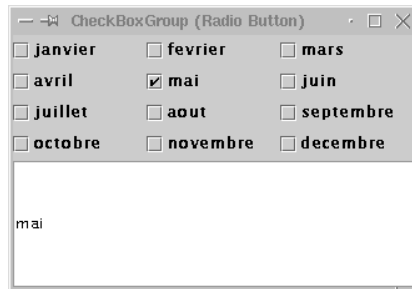 CheckBoxGroup (Radio Button)
janvier fevrier mars
avril mai juin
juillet aout septembre
octobre novembre decembre
mai